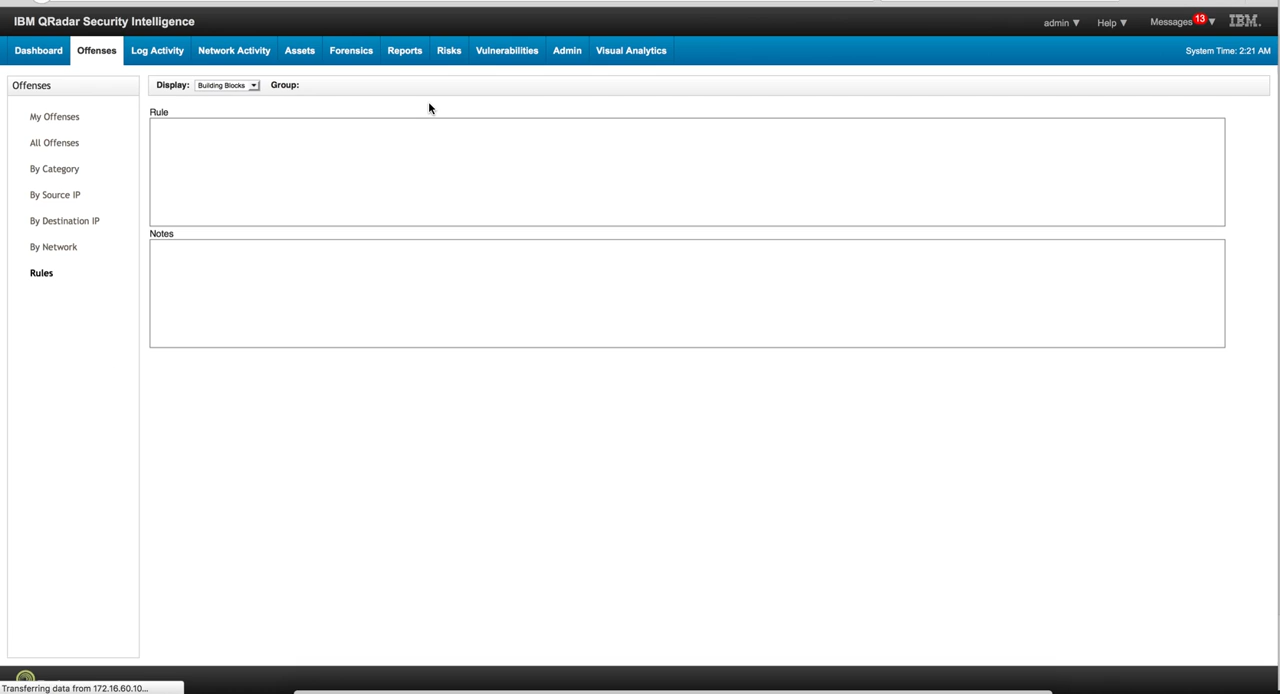 IBM QRadar Security Intelligence
admin ▼ Help ▼ Messages 13 ▼ IBM.
Dashboard Offenses Log Activity Network Activity Assets Forensics Reports Risks Vulnerabilities Admin Visual Analytics System Time: 2:21 AM
Offenses
My Offenses
All Offenses
By Category
By Source IP
By Destination IP
By Network
Rules
Display: Building Blocks Group:
Rule
Notes
Transferring data from 172.16.60.10...